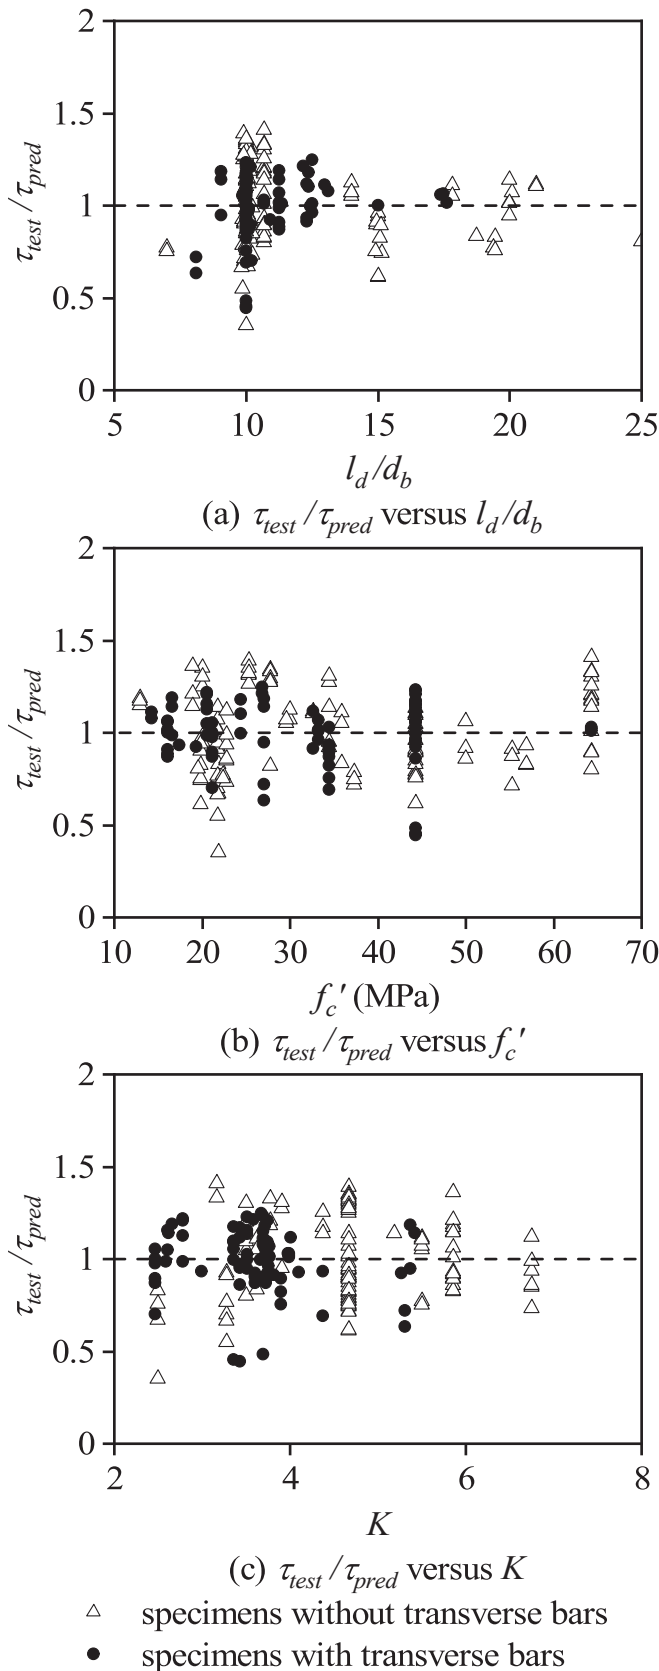 2
1.5
1
0.5
0
τtest/τpred
5 10 15 20 25
ld/db
(a) τtest/τpred versus ld/db
2
1.5
1
0.5
0
τtest/τpred
10 20 30 40 50 60 70
fc' (MPa)
(b) τtest/τpred versus fc'
2
1.5
1
0.5
0
τtest/τpred
2 4 6 8
K
(c) τtest/τpred versus K
specimens without transverse bars
specimens with transverse bars